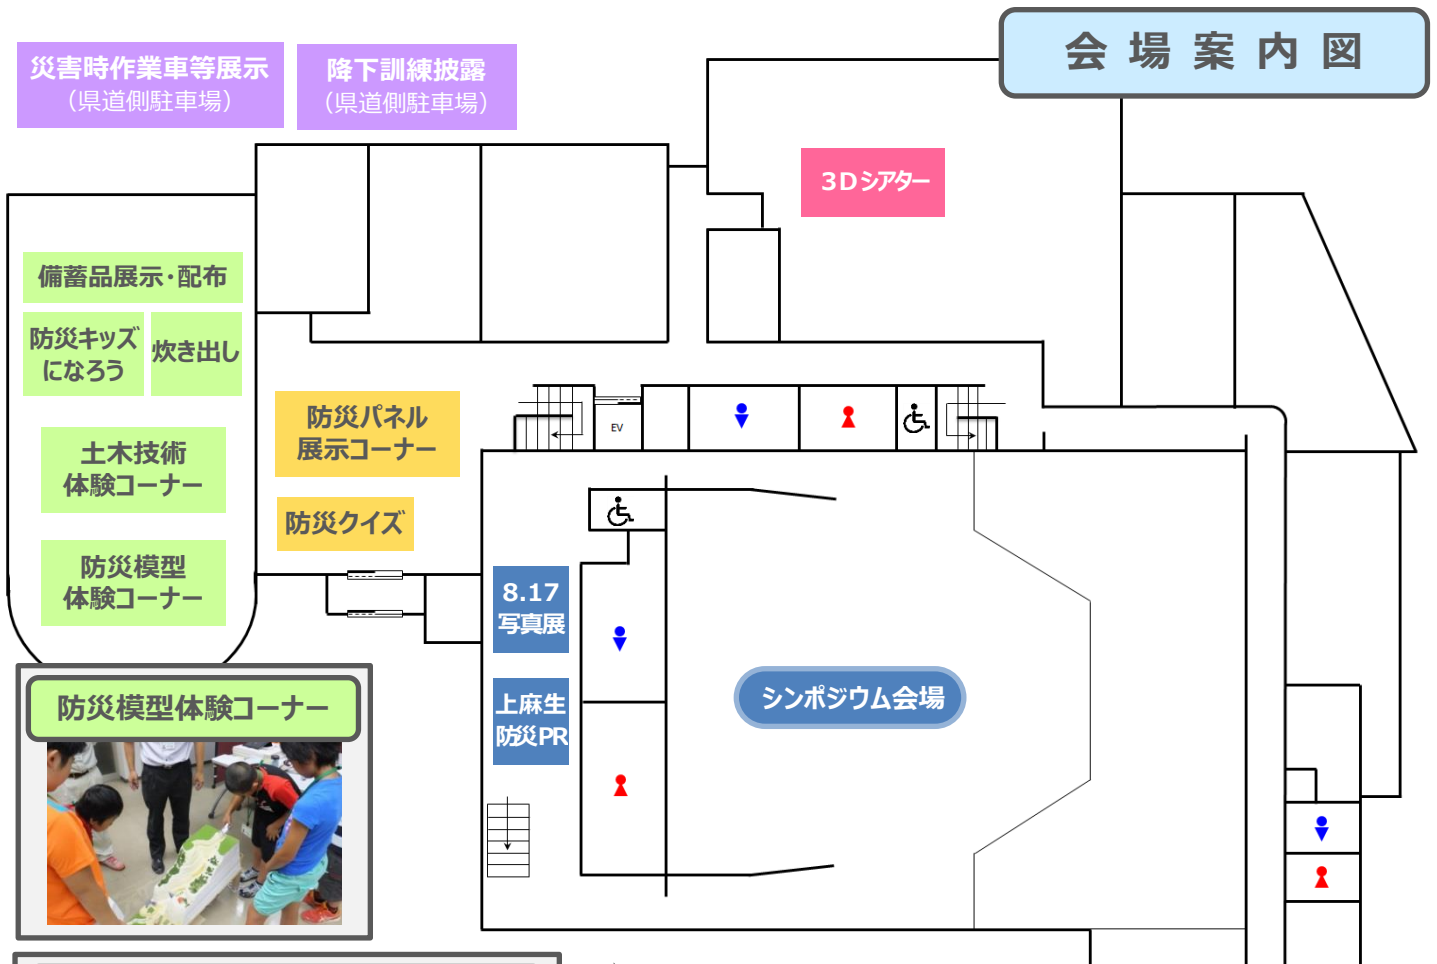 会場案内図
災害時作業車等展示
（県道側駐車場）
降下訓練披露
（県道側駐車場）
3Dシアター
備蓄品展示・配布
防災キッズ
になろう
炊き出し
防災パネル
展示コーナー
土木技術
体験コーナー
防災クイズ
防災模型
体験コーナー
EV
8.17
写真展
上麻生
防災PR
シンポジウム会場
防災模型体験コーナー